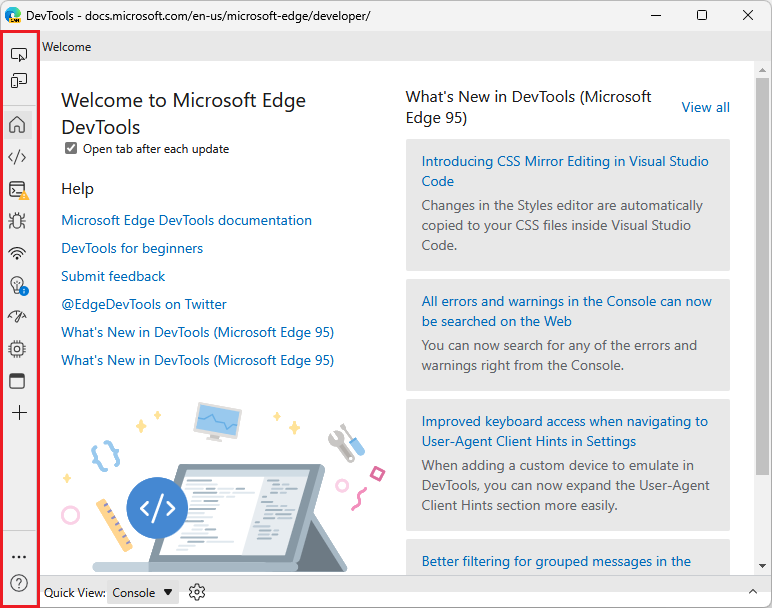 DevTools - docs.microsoft.com/en-us/microsoft-edge/developer/
Welcome
Welcome to Microsoft Edge
DevTools
Open tab after each update
Help
Microsoft Edge DevTools documentation
DevTools for beginners
Submit feedback
@EdgeDevTools on Twitter
What's New in DevTools (Microsoft Edge 95)
What's New in DevTools (Microsoft Edge 95)
What's New in DevTools (Microsoft
Edge 95)
View all
Introducing CSS Mirror Editing in Visual Studio
Code
Changes in the Styles editor are automatically
copied to your CSS files inside Visual Studio
Code.
All errors and warnings in the Console can now
be searched on the Web
You can now search for any of the errors and
warnings right from the Console.
Improved keyboard access when navigating to
User-Agent Client Hints in Settings
When adding a custom device to emulate in
DevTools, you can now expand the User-Agent
Client Hints section more easily.
Better filtering for grouped messages in the
Quick View: Console